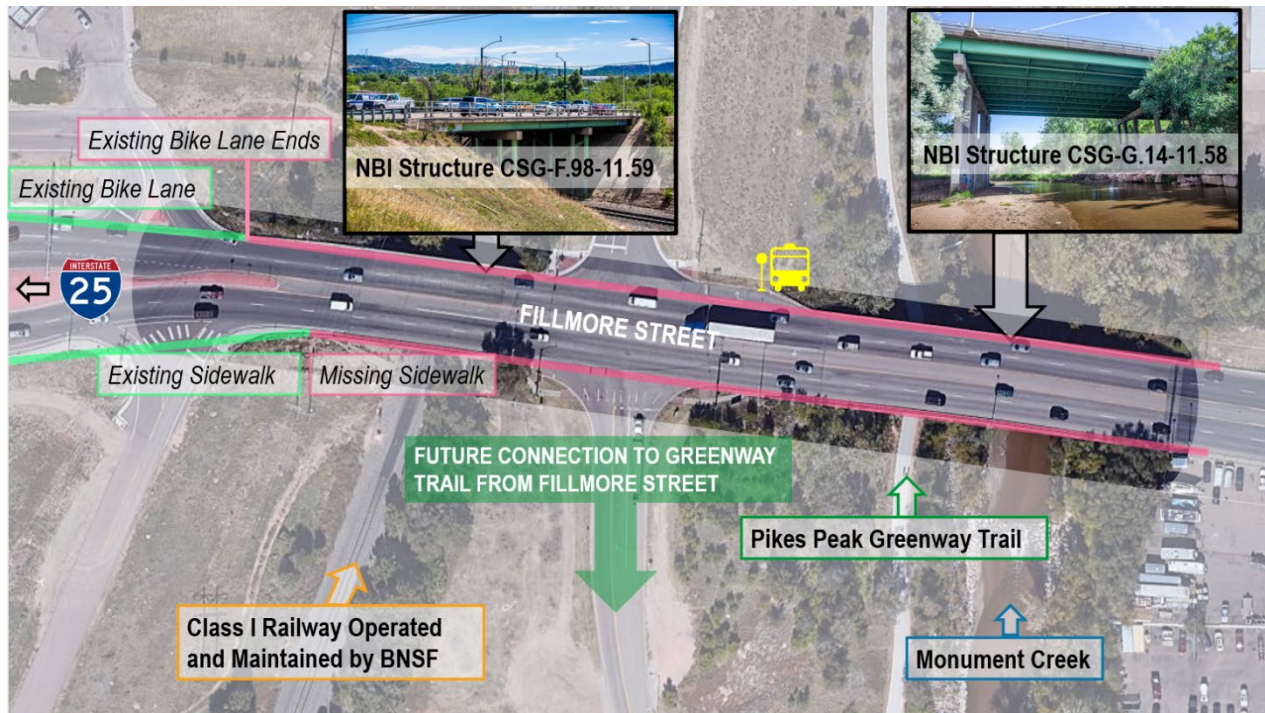 Existing Bike Lane Ends
Existing Bike Lane
NBI Structure CSG-F.98-11.59
NBI Structure CSG-G.14-11.58
INTERSTATE
25
FILLMORE STREET
Existing Sidewalk
Missing Sidewalk
FUTURE CONNECTION TO GREENWAY
TRAIL FROM FILLMORE STREET
Pikes Peak Greenway Trail
Class I Railway Operated
and Maintained by BNSF
Monument Creek